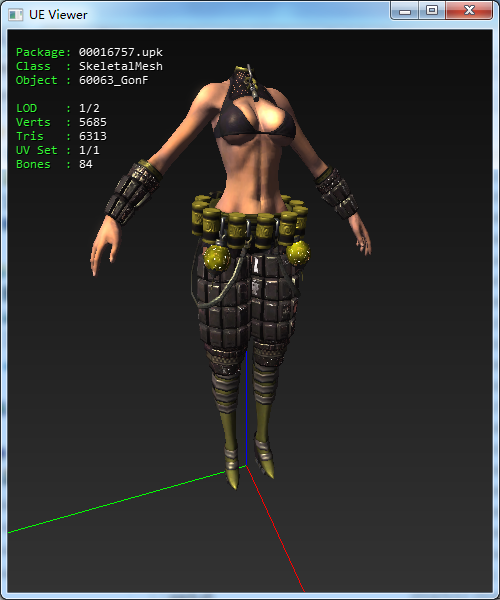 UE Viewer
Package: 00016757.upk
Class : SkeletalMesh
Object : 60063_GonF
LOD : 1/2
Verts : 5685
Tris : 6313
UV Set : 1/1
Bones : 84